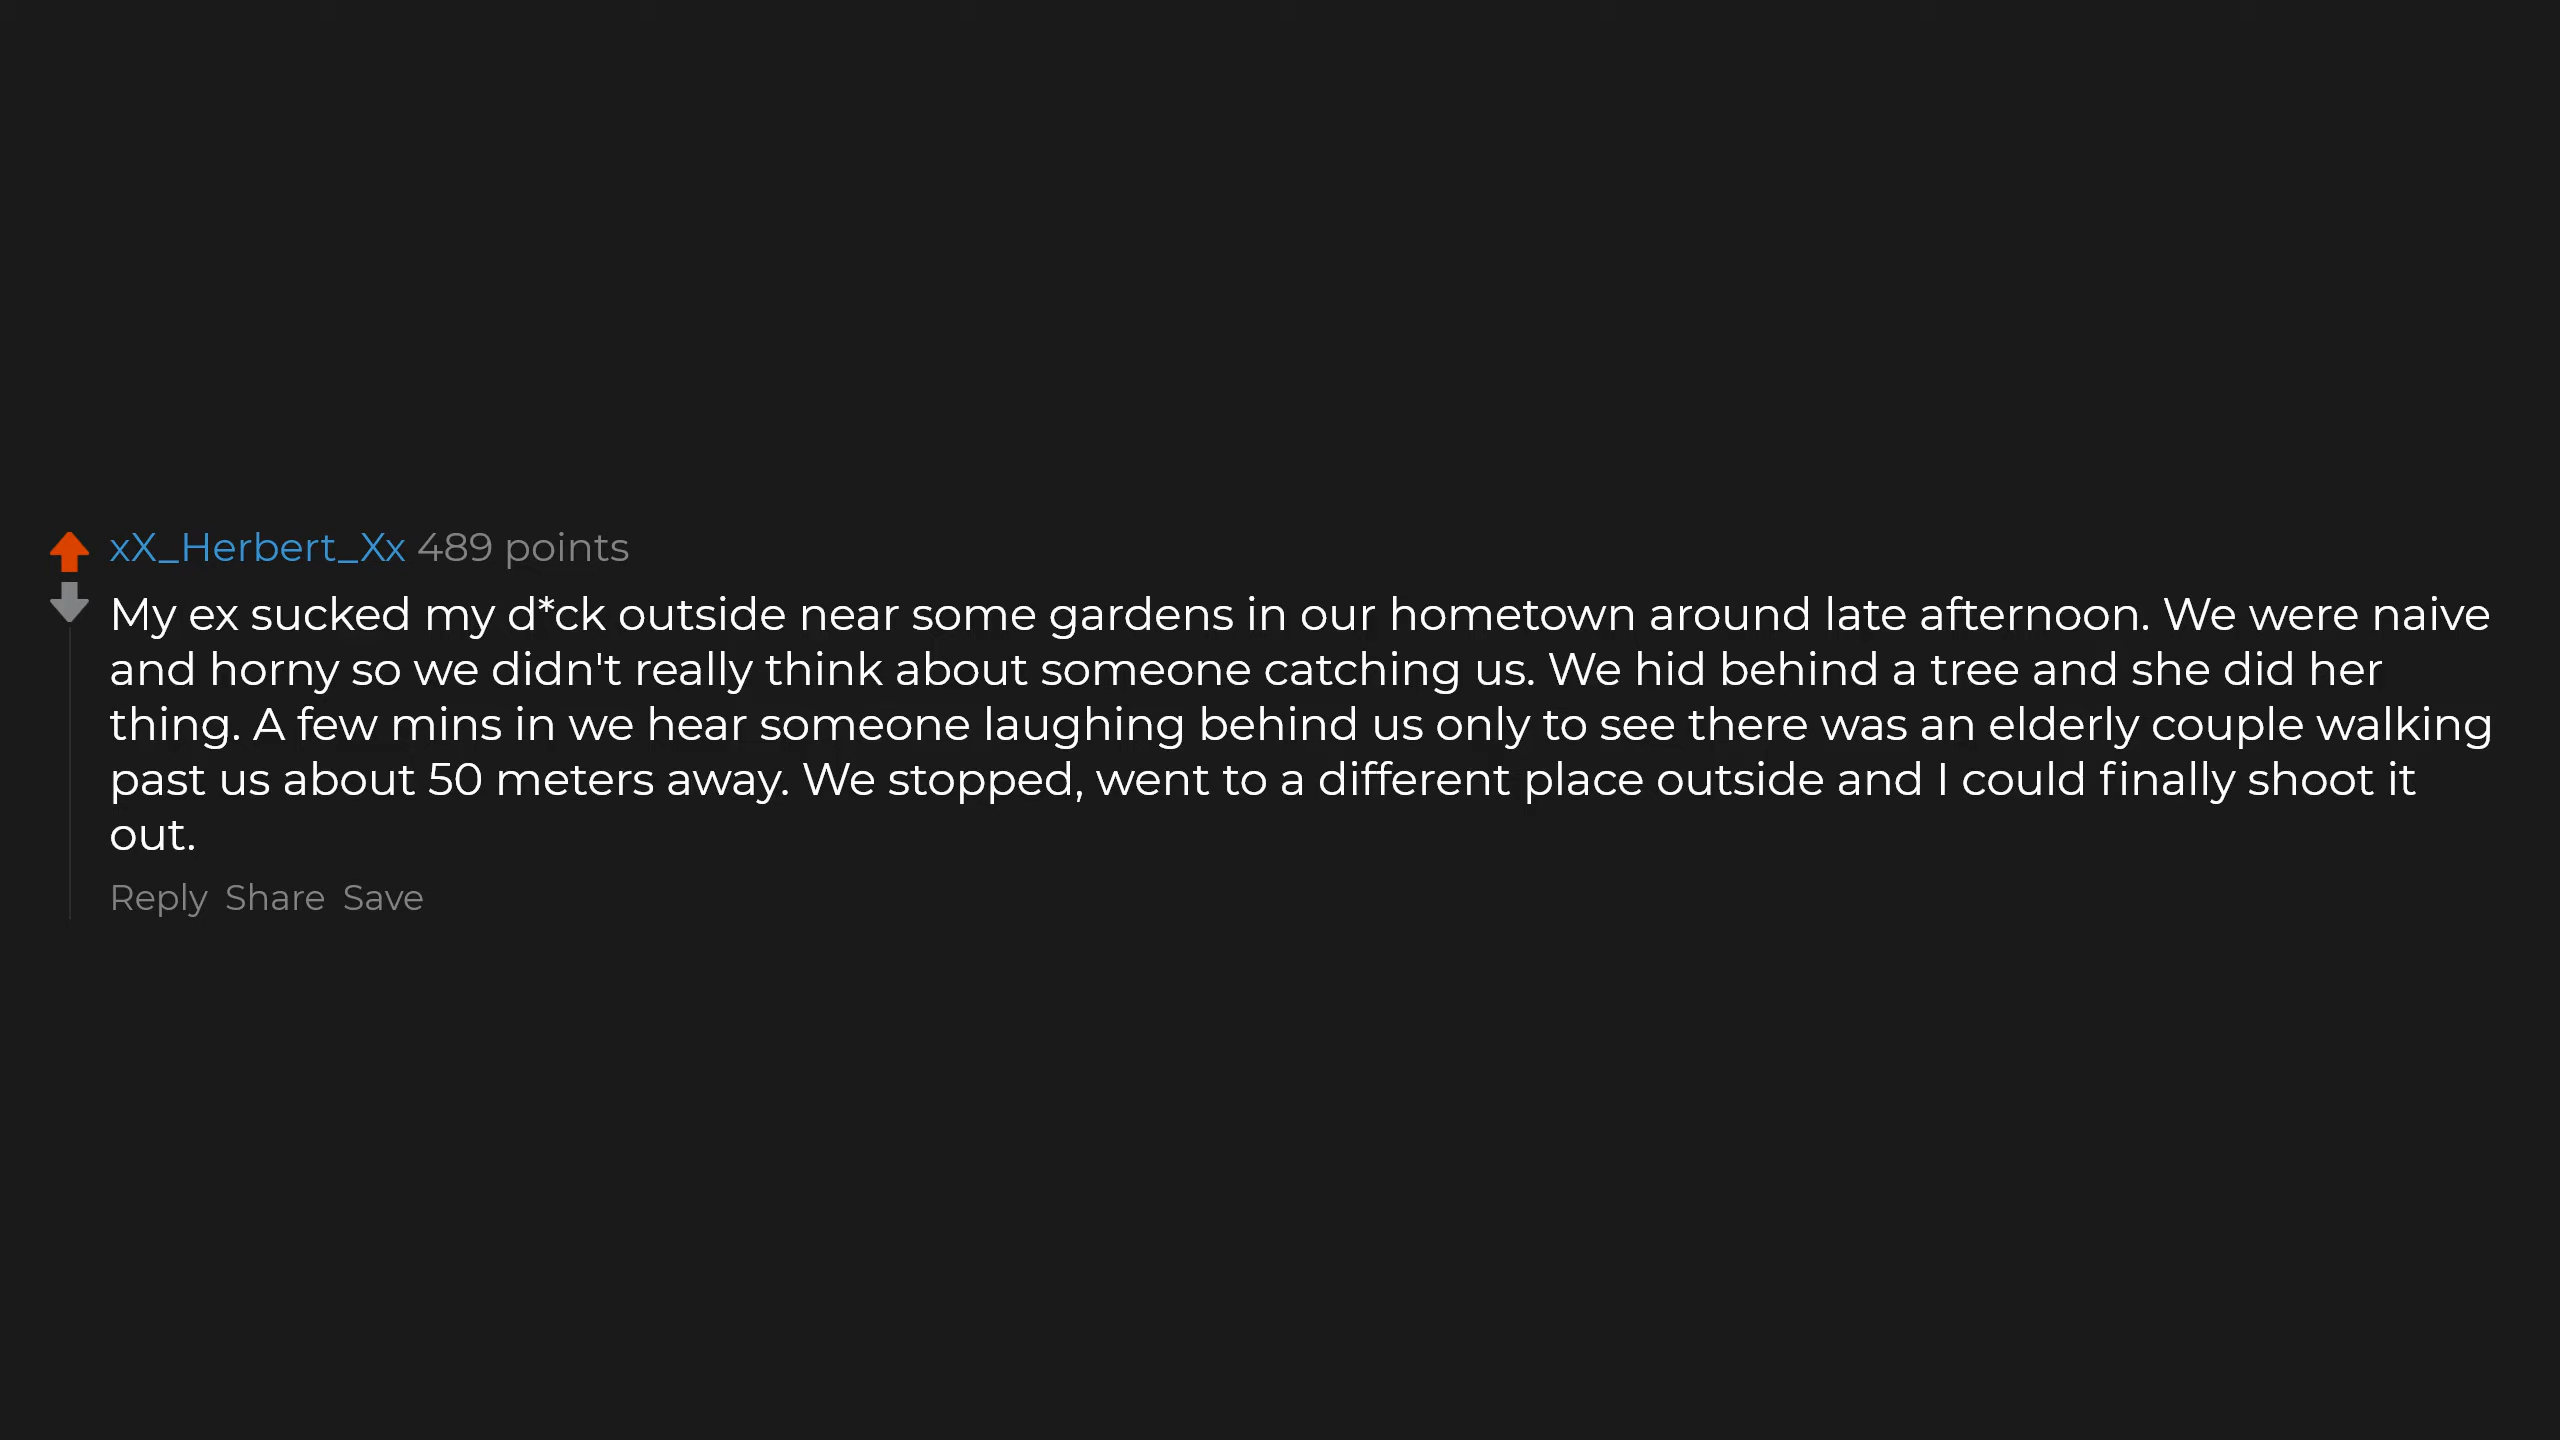 xX_Herbert_Xx 489 points
My ex sucked my d*ck outside near some gardens in our hometown around late afternoon. We were naive
and horny so we didn't really think about someone catching us. We hid behind a tree and she did her
thing. A few mins in we hear someone laughing behind us only to see there was an elderly couple walking
past us about 50 meters away. We stopped, went to a different place outside and I could finally shoot it
out.
Reply Share Save